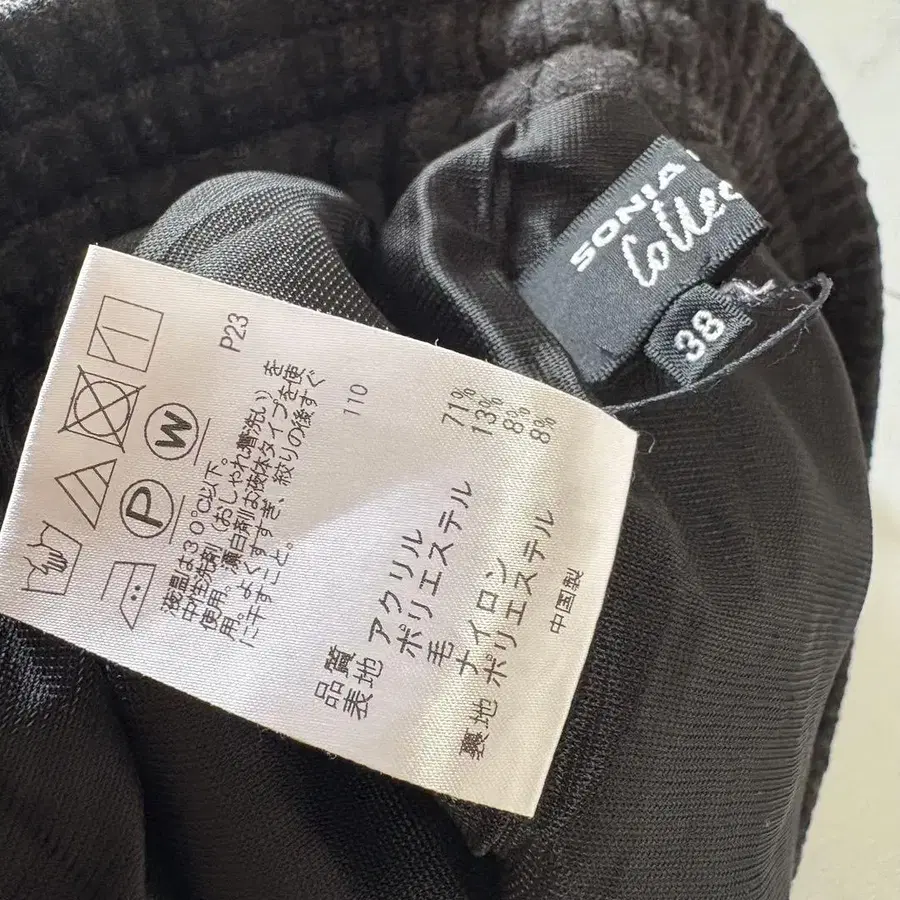 SONIA
Collec
38
P23
P
W
液温は30℃以下。
中性洗剤(おしゃれ着洗い)を
使用。漂白剤は液体タイプを使
用。よくすすぎ、絞りの後すぐ
に干すこと。
110
品質
表地 アクリル 71%
ポリエステル 13%
毛 8%
ナイロン 8%
裏地 ポリエステル
中国製